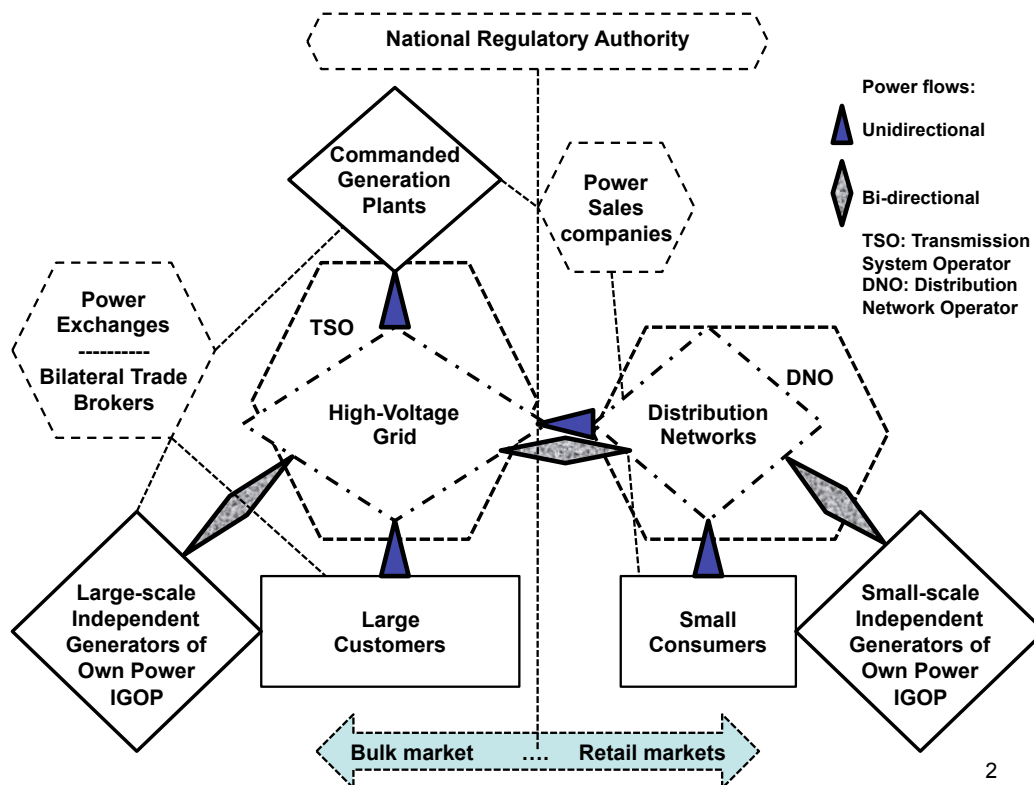 National Regulatory Authority
Power flows:
Unidirectional
Bi-directional
TSO: Transmission
System Operator
DNO: Distribution
Network Operator
Commanded
Generation
Plants
Power
Sales
companies
Power
Exchanges
-----------
Bilateral Trade
Brokers
TSO
High-Voltage
Grid
DNO
Distribution
Networks
Large-scale
Independent
Generators of
Own Power
IGOP
Large
Customers
Small
Consumers
Small-scale
Independent
Generators of
Own Power
IGOP
Bulk market .... Retail markets
2